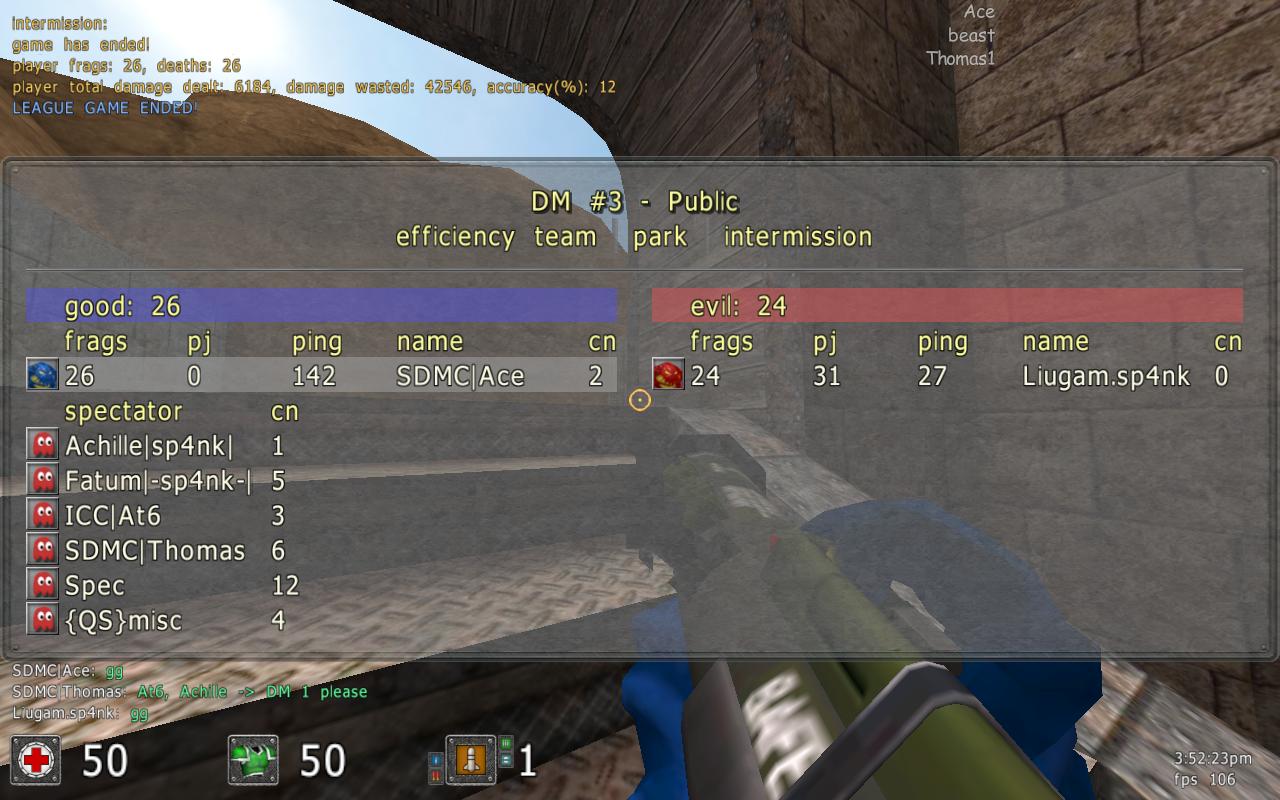 intermission:
game has ended!
player frags: 26, deaths: 26
player total damage dealt: 6184, damage wasted: 42546, accuracy(%): 12
LEAGUE GAME ENDED!
Ace
beast
Thomas1
DM #3 - Public
efficiency team park intermission
good: 26
frags pj ping name cn
26 0 142 SDMC|Ace 2
evil: 24
frags pj ping name cn
24 31 27 Liugam.sp4nk 0
spectator cn
Achille|sp4nk| 1
Fatum|-sp4nk-| 5
ICC|At6 3
SDMC|Thomas 6
Spec 12
{QS}misc 4
SDMC|Ace: gg
SDMC|Thomas: At6, Achille -> DM 1 please
Liugam.sp4nk: gg
50 50 1
3:52:23pm
fps 106